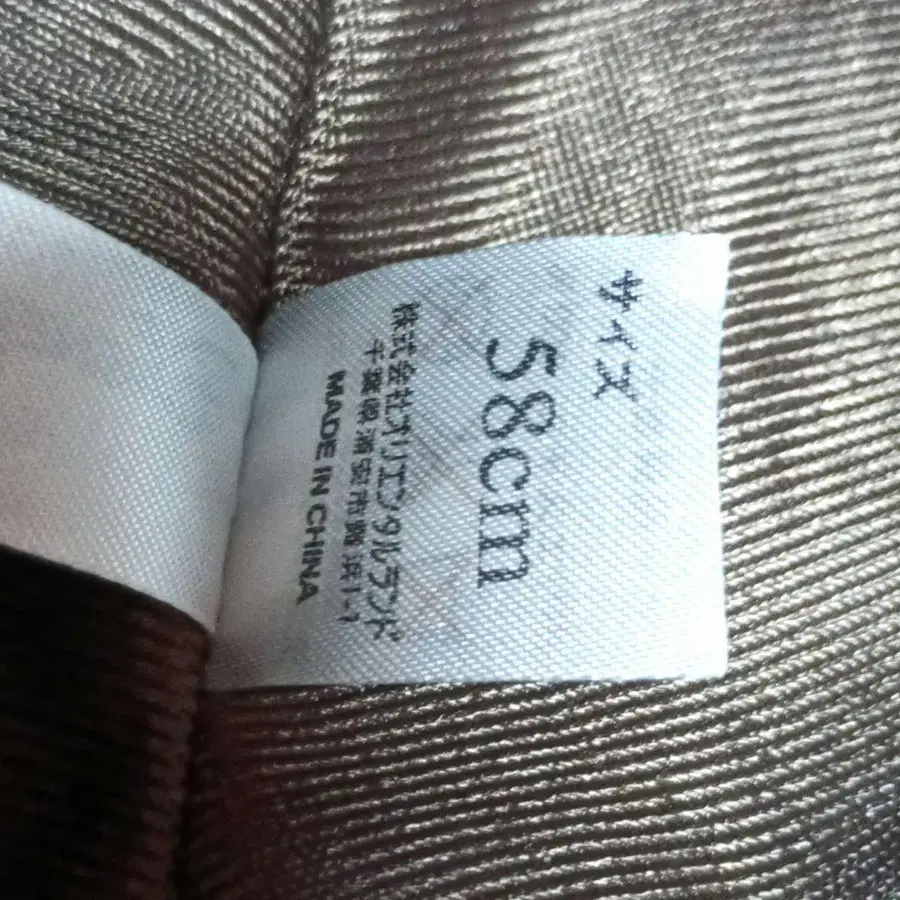 サイズ
58cm
株式会社オリエンタルランド
千葉県浦安市舞浜1-1
MADE IN CHINA